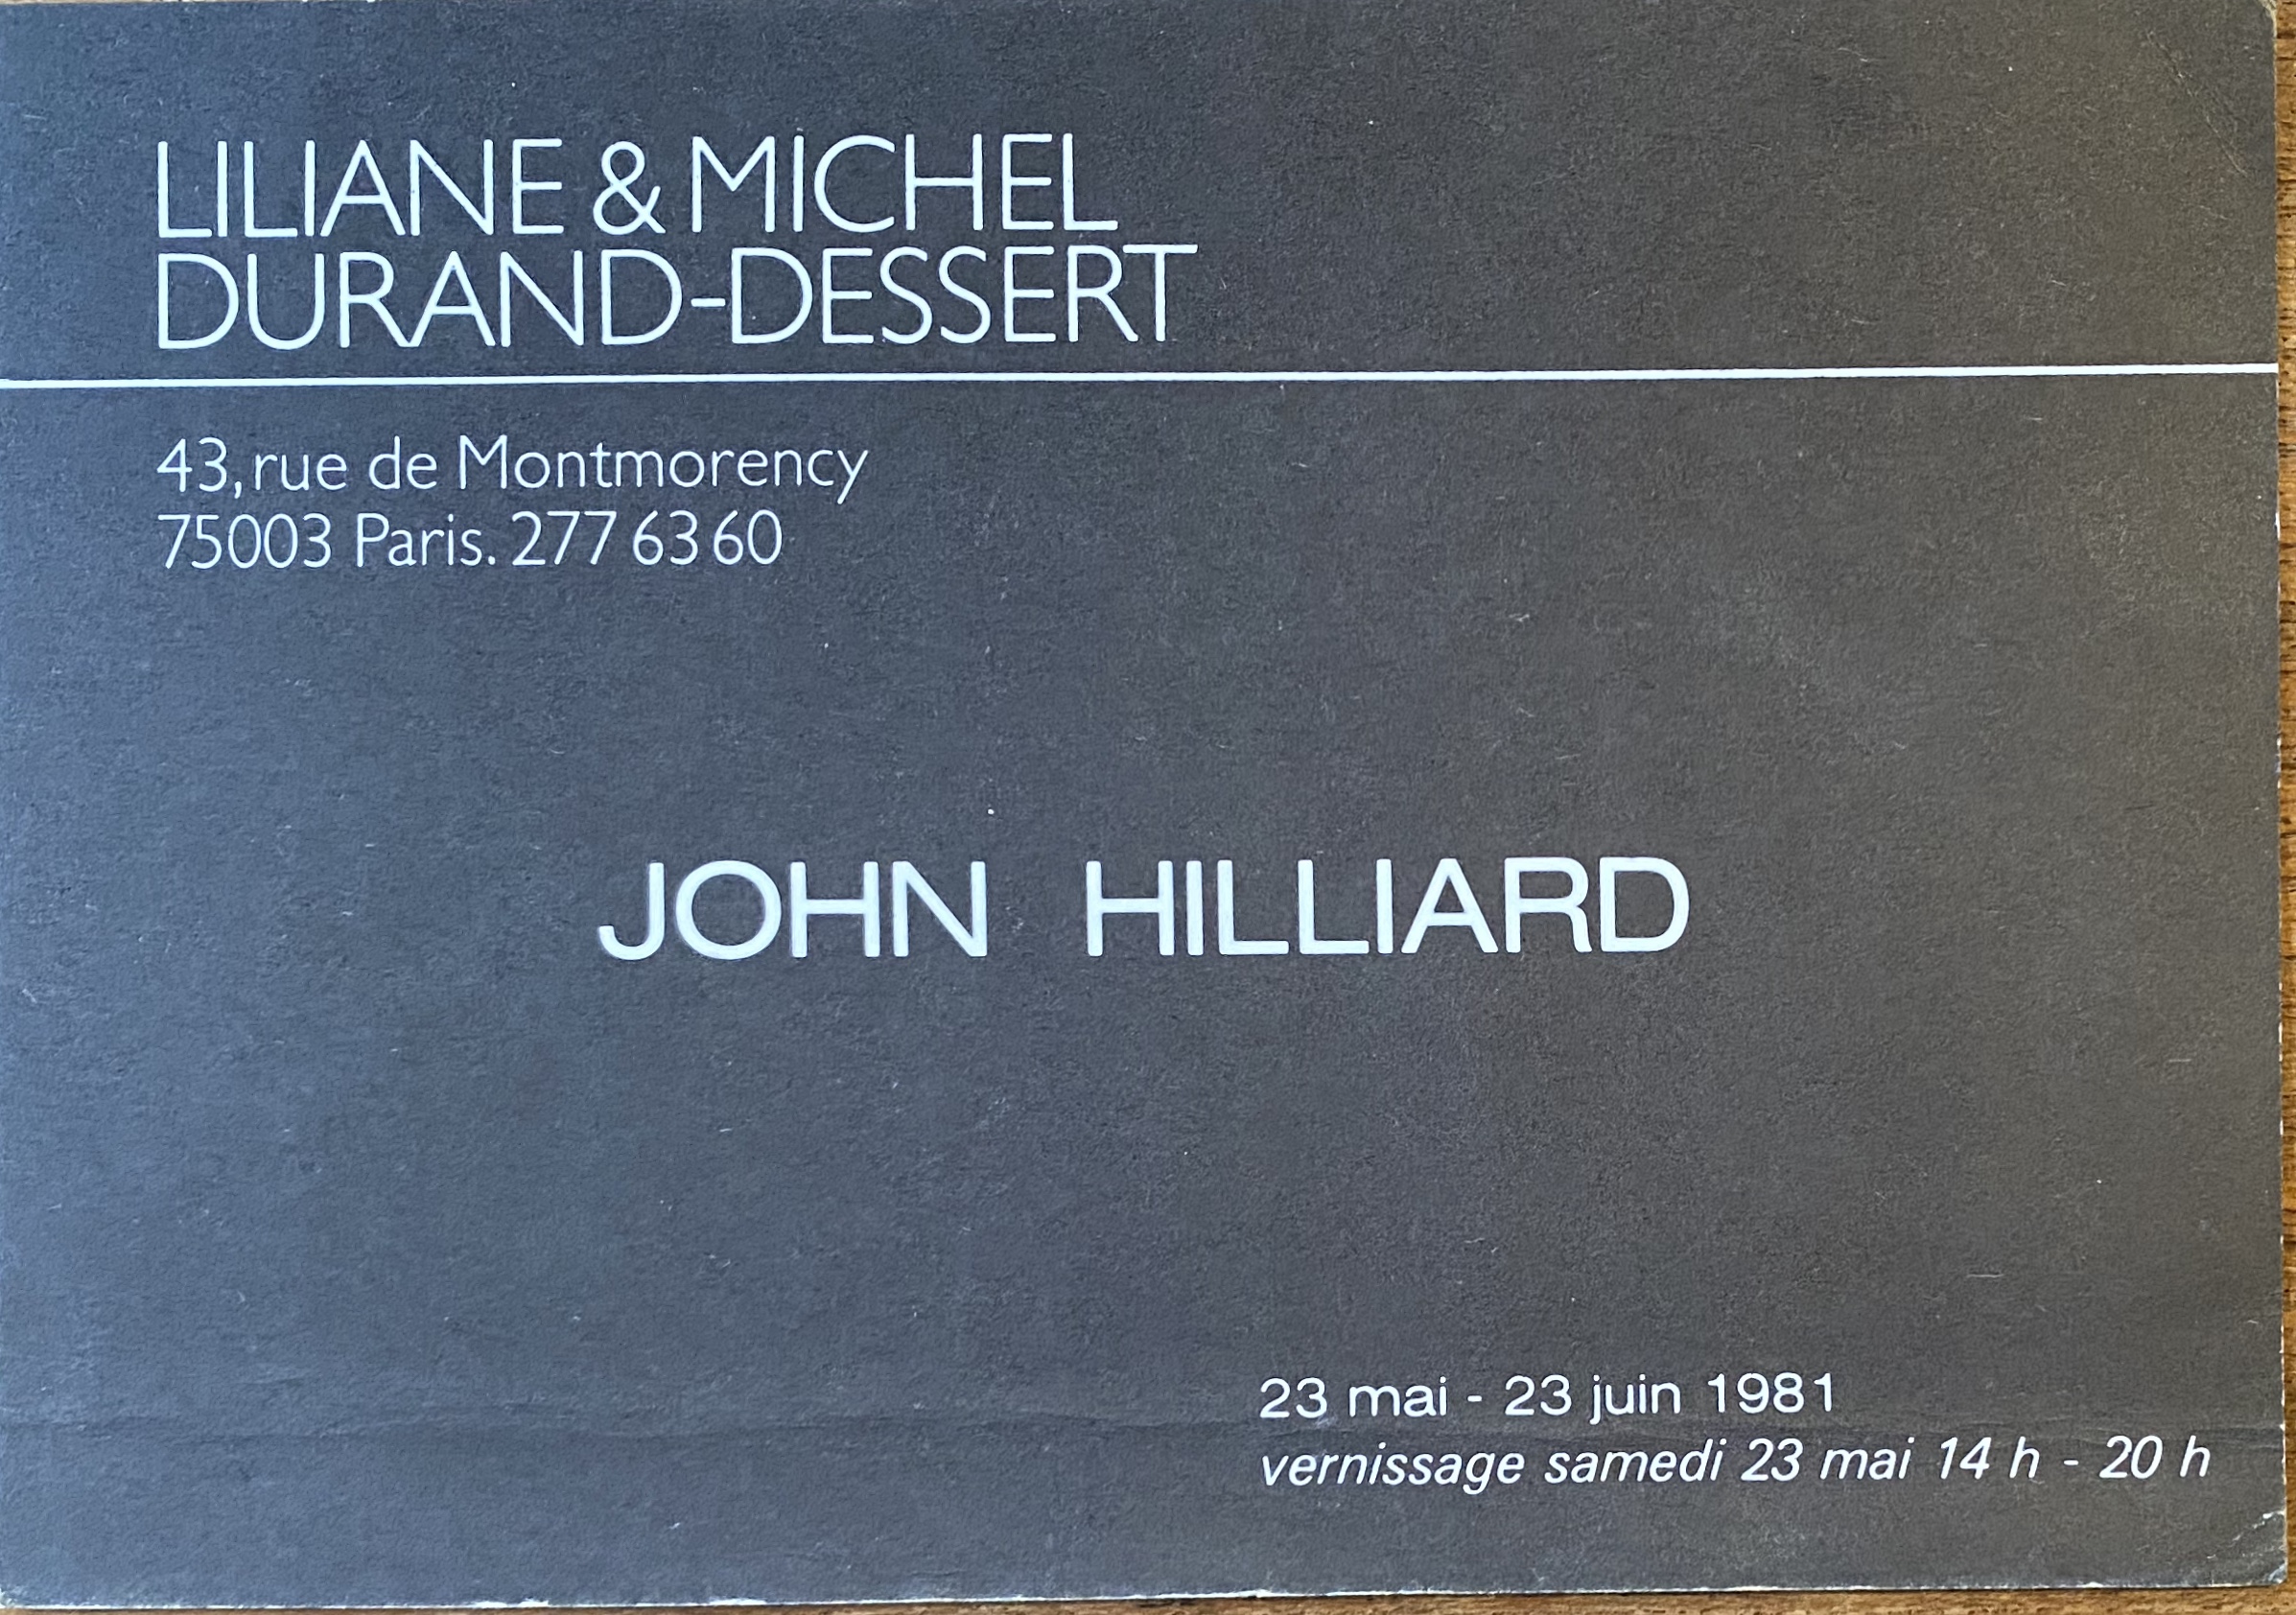 LILIANE & MICHEL
DURAND-DESSERT
43, rue de Montmorency
75003 Paris. 277 63 60
JOHN HILLIARD
23 mai - 23 juin 1981
vernissage samedi 23 mai 14 h - 20 h